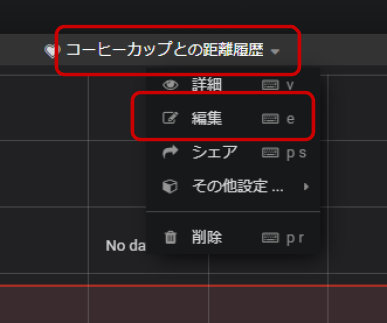 コーヒーカップとの距離履歴
詳細 v
編集 e
シェア p s
その他設定 ...
削除 p r
No da